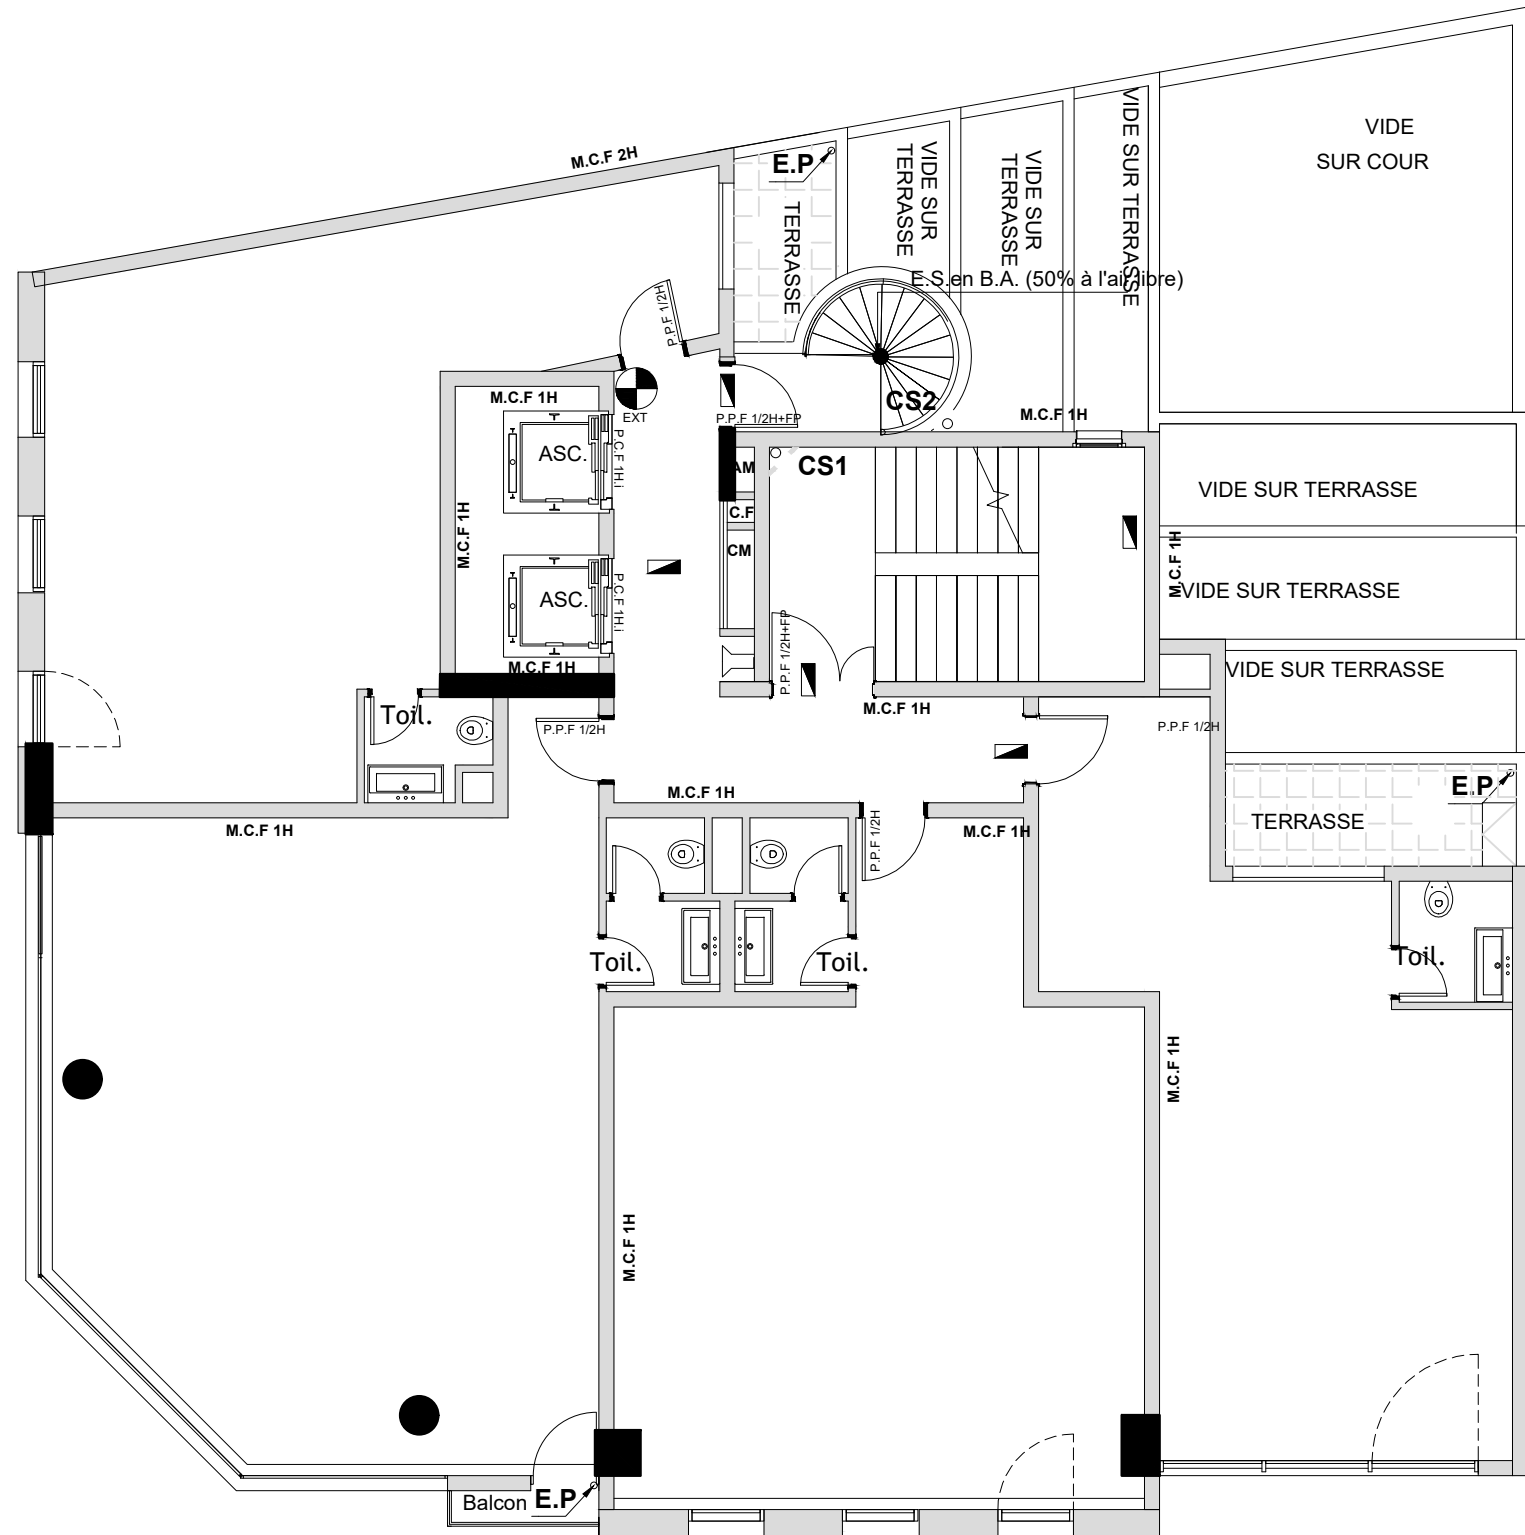 VIDE
SUR COUR
M.C.F 2H
E.P
TERRASSE
VIDE SUR
TERRASSE
VIDE SUR
TERRASSE
VIDE SUR TERRASSE
E.S.en B.A. (50% à l'air libre)
P.P.F 1/2H
EXT
P.P.F 1/2H+FP
CS2
M.C.F 1H
M.C.F 1H
ASC.
P.C.F 1H.i
AM
CS1
C.F
CM
M.C.F 1H
ASC.
P.C.F 1H.i
M.C.F 1H
P.P.F 1/2H+FP
M.C.F 1H
VIDE SUR TERRASSE
M.C.F 1H
VIDE SUR TERRASSE
VIDE SUR TERRASSE
Toil.
P.P.F 1/2H
P.P.F 1/2H
E.P
TERRASSE
M.C.F 1H
M.C.F 1H
P.P.F 1/2H
M.C.F 1H
Toil.
Toil.
Toil.
M.C.F 1H
M.C.F 1H
Balcon
E.P